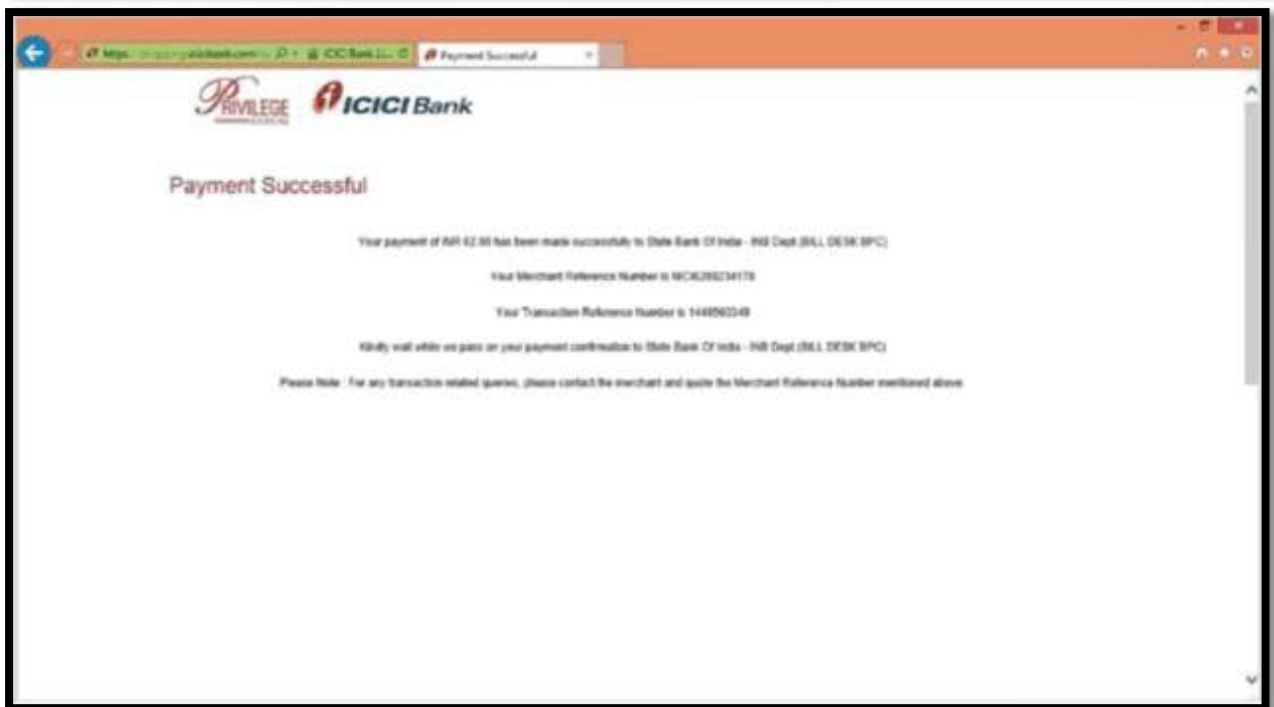 ICICI Bank Payment Successful
PRIVILEGE ICICI Bank
Payment Successful
Your payment of INR has been made successfully to State Bank Of India - INB Dept (BILL DESK BPC)
Your Merchant Reference Number is
Your Transaction Reference Number is
Kindly wait while we pass on your payment confirmation to State Bank Of India - INB Dept (BILL DESK BPC)
Please Note : For any transaction related queries, please contact the merchant and quote the Merchant Reference Number mentioned above